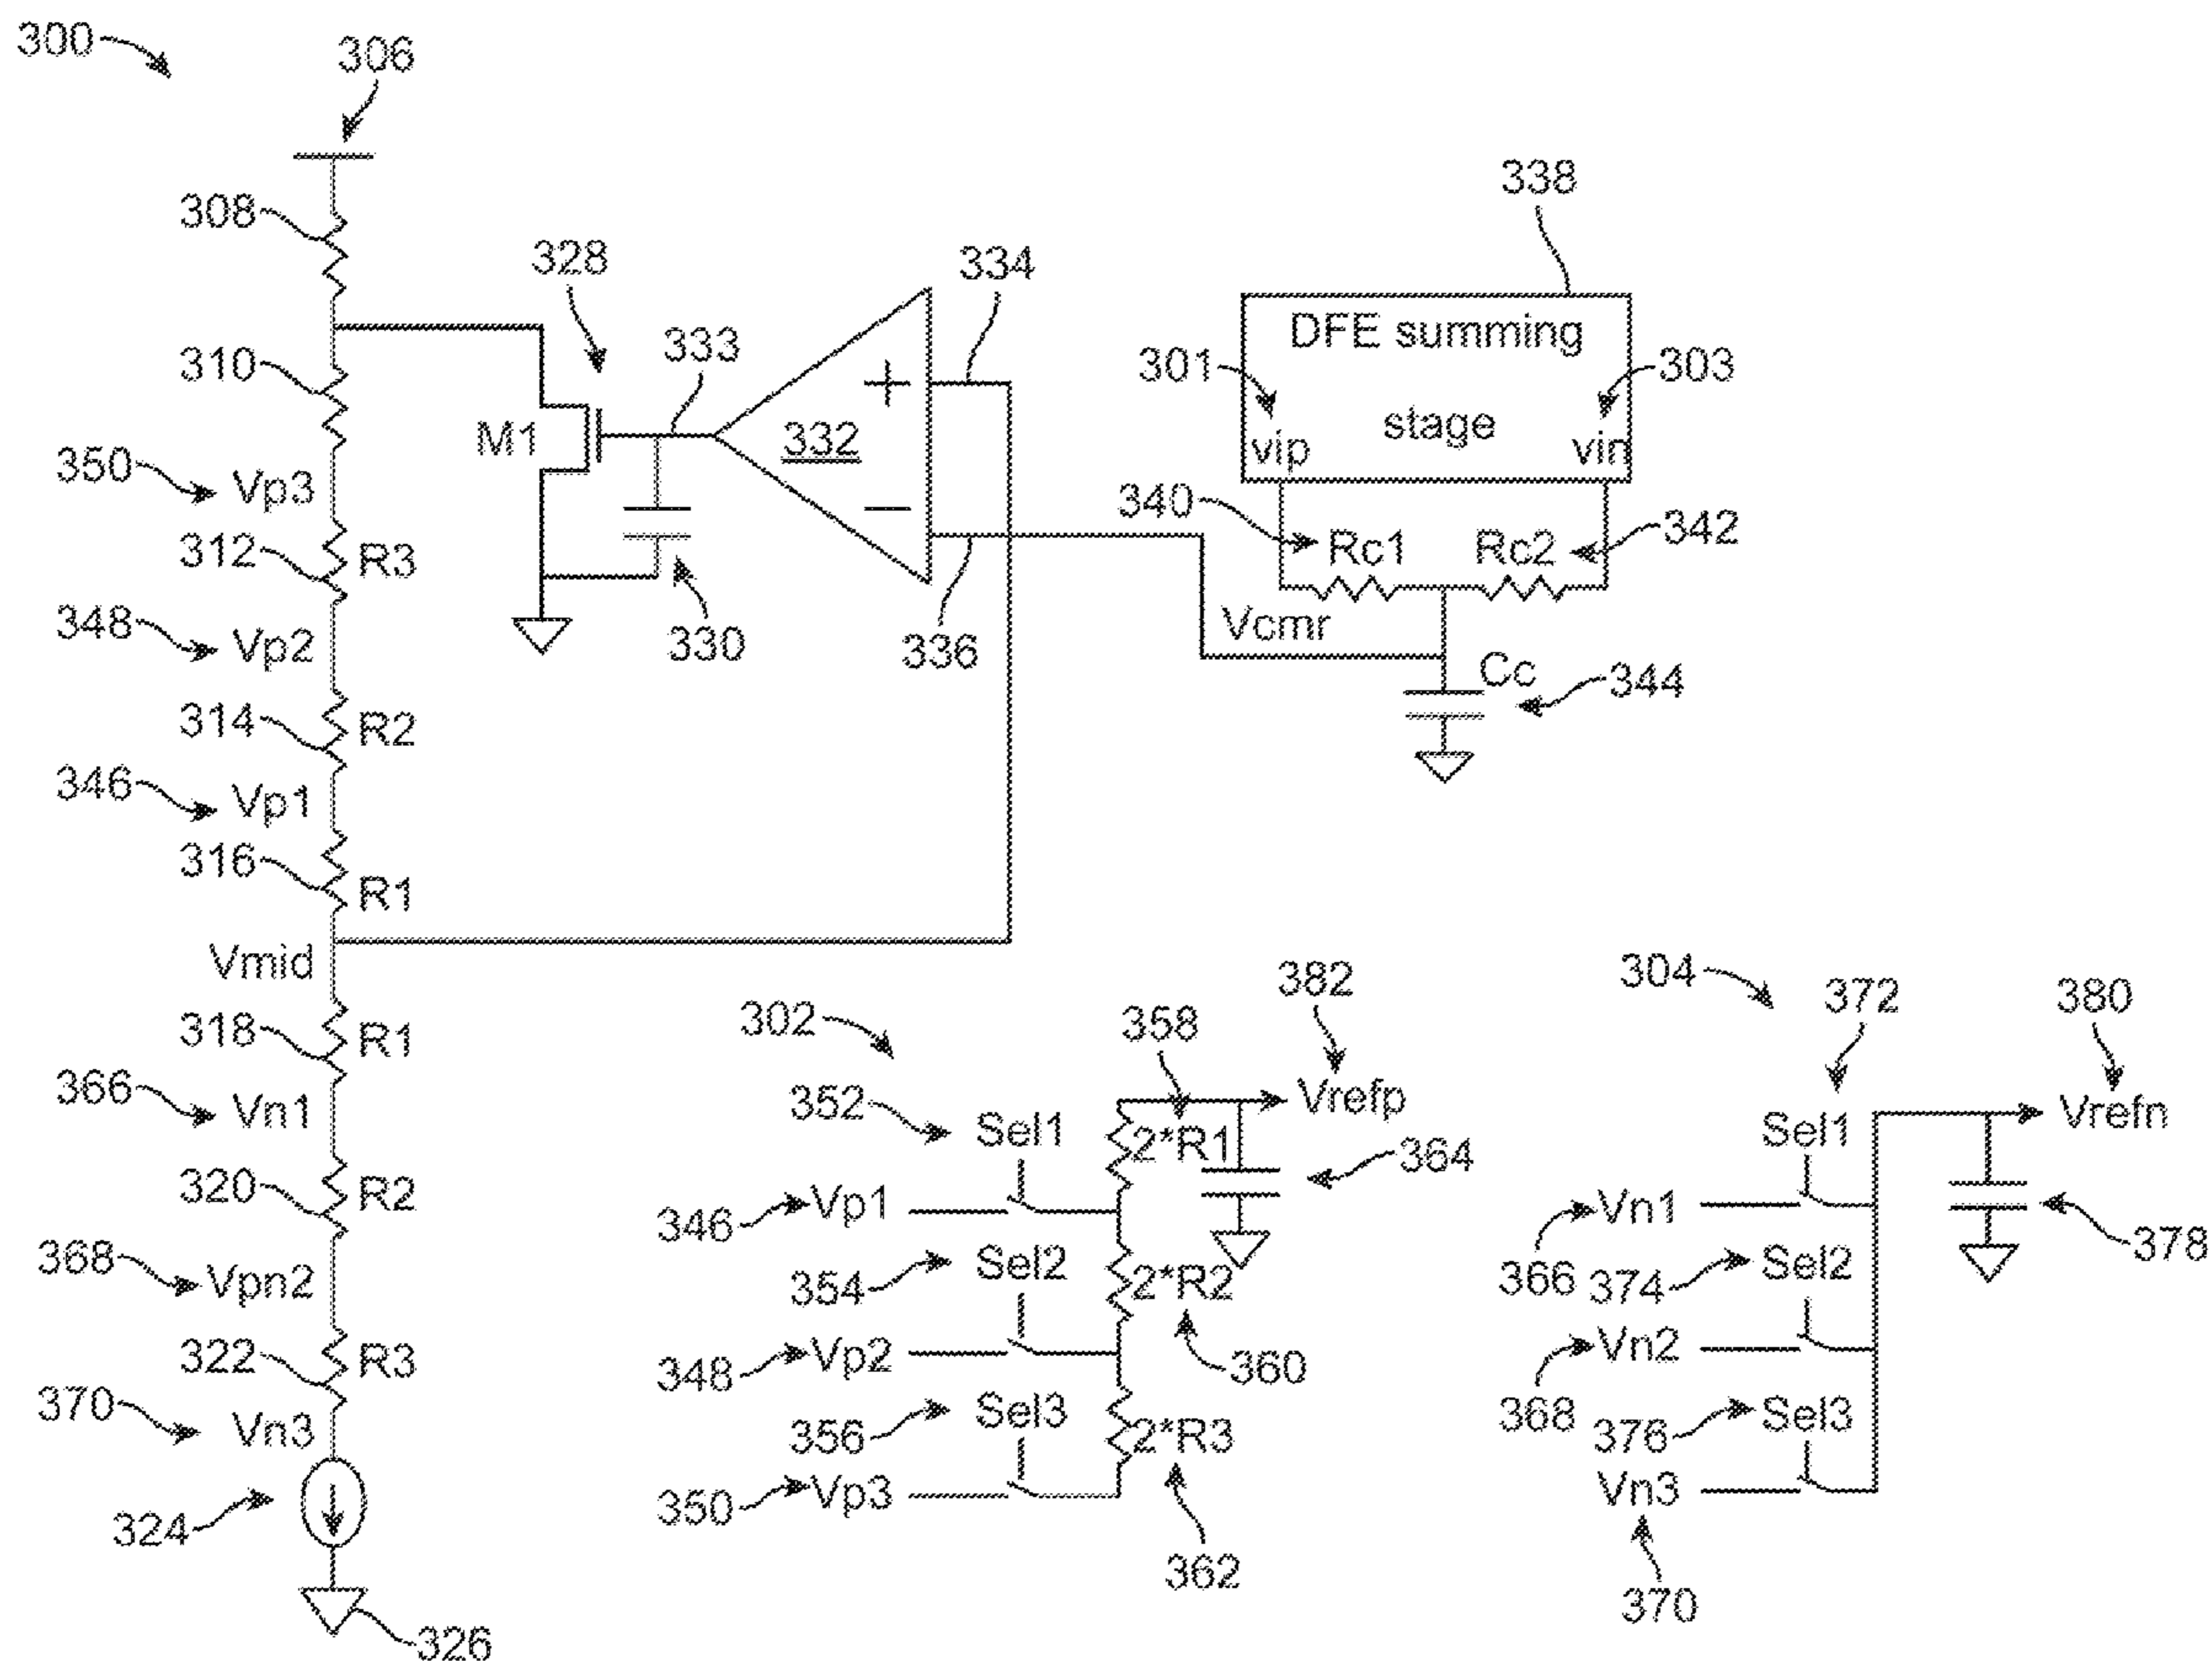 300
306
308
310
350 Vp3
312 R3
348 Vp2
314 R2
346 Vp1
316 R1
Vmid
318 R1
366 Vn1
320 R2
368 Vpn2
322 R3
370 Vn3
324
326
328
M1
333
332
+
−
334
336
330
338
DFE summing
stage
301
303
vip
vin
340
Rc1
Rc2
342
Vcmr
Cc
344
302
382
358
352 Sel1
Vrefp
2*R1
364
346 Vp1
354 Sel2
2*R2
348 Vp2
360
356 Sel3
2*R3
350 Vp3
362
304
372
380
Sel1
Vrefn
Vn1
366
378
374 Sel2
Vn2
368
376 Sel3
Vn3
370